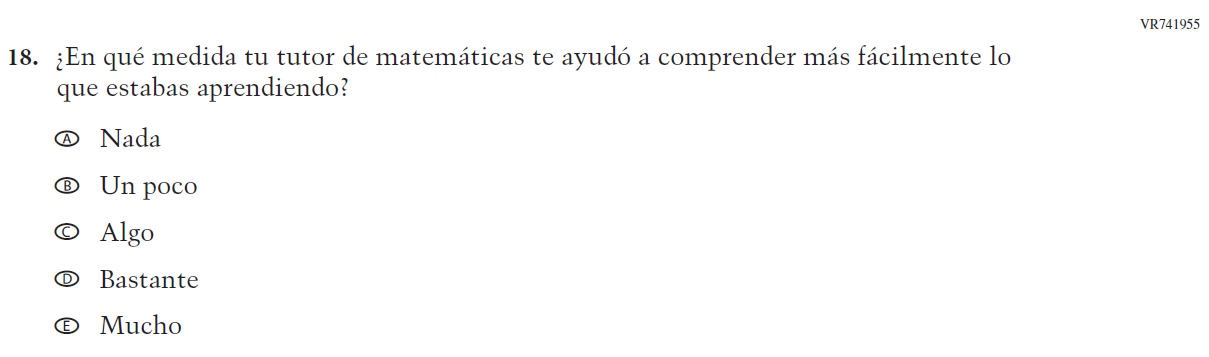 VR741955
18. ¿En qué medida tu tutor de matemáticas te ayudó a comprender más fácilmente lo
que estabas aprendiendo?
A Nada
B Un poco
C Algo
D Bastante
E Mucho